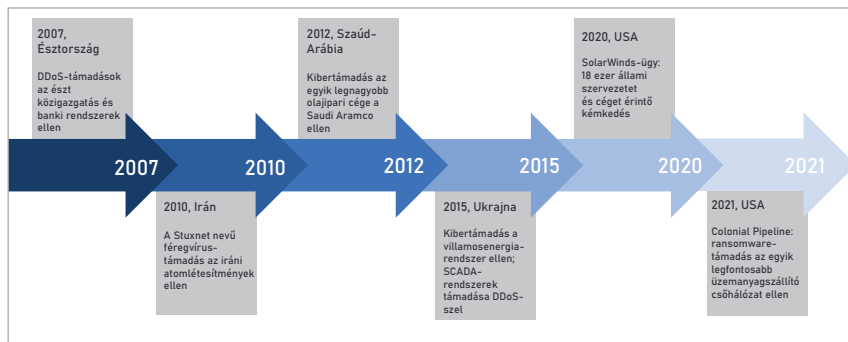 2007,
Észtország
DDoS-támadások
az észt
közigazgatás és
banki rendszerek
ellen
2012, Szaúd-
Arábia
Kibertámadás az
egyik legnagyobb
olajipari cége a
Saudi Aramco
ellen
2020, USA
SolarWinds-ügy:
18 ezer állami
szervezetet
és céget érintő
kémkedés
2007
2010
2012
2015
2020
2021
2010, Irán
A Stuxnet nevű
féregvírus-
támadás az iráni
atomlétesítmények
ellen
2015, Ukrajna
Kibertámadás a
villamosenergia-
rendszer ellen;
SCADA-
rendszerek
támadása DDoS-
szel
2021, USA
Colonial Pipeline:
ransomware-
támadás az egyik
legfontosabb
üzemanyagszállító
csőhálózat ellen